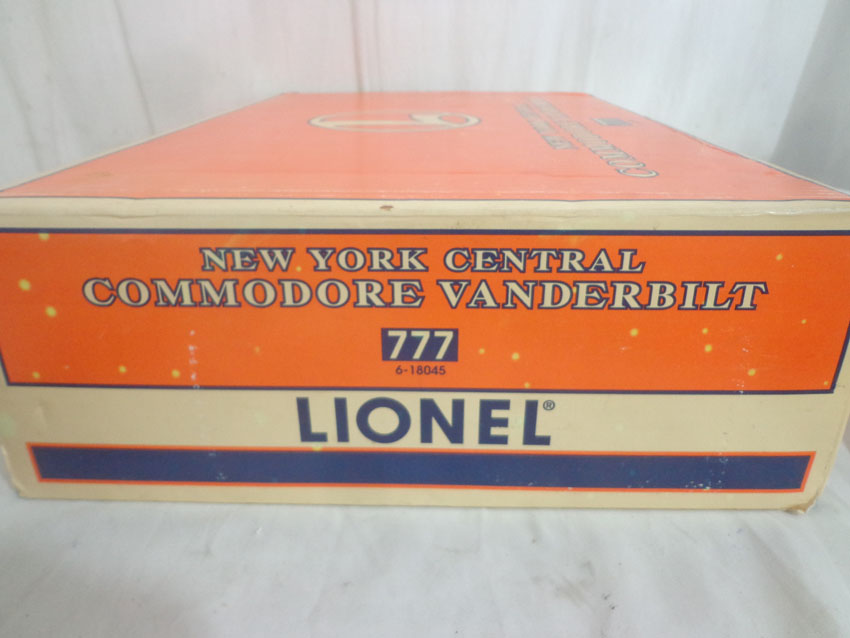 NEW YORK CENTRAL
COMMODORE VANDERBILT
777
6-18045
LIONEL®